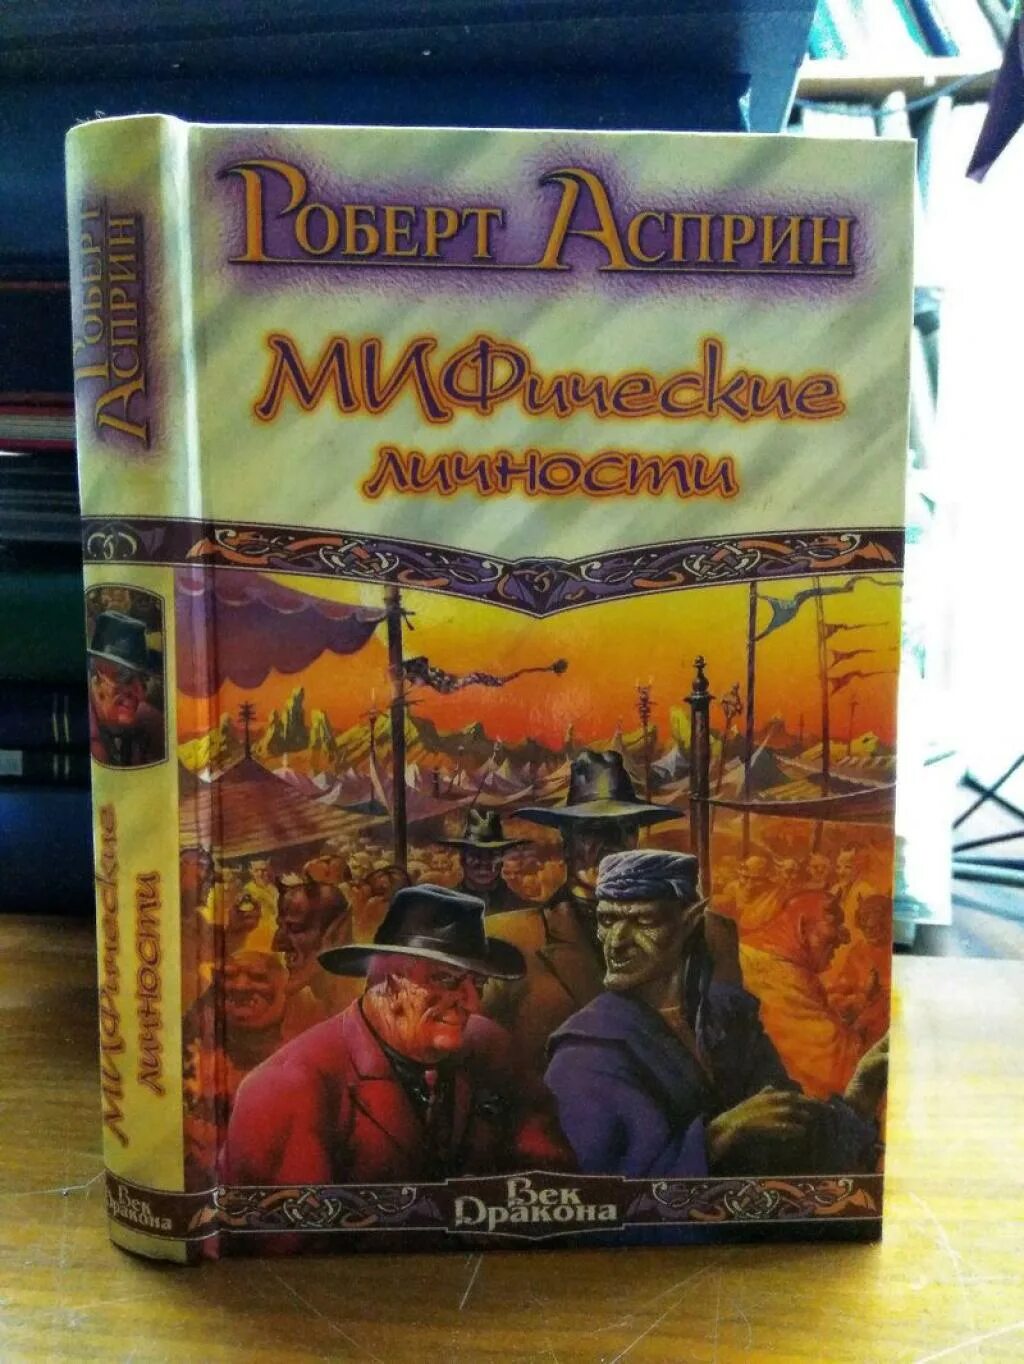 Роберт Асприн
МИФические
личности
Век
Дракона
Роберт
Асприн
МИФические
личности
Век
Дракона